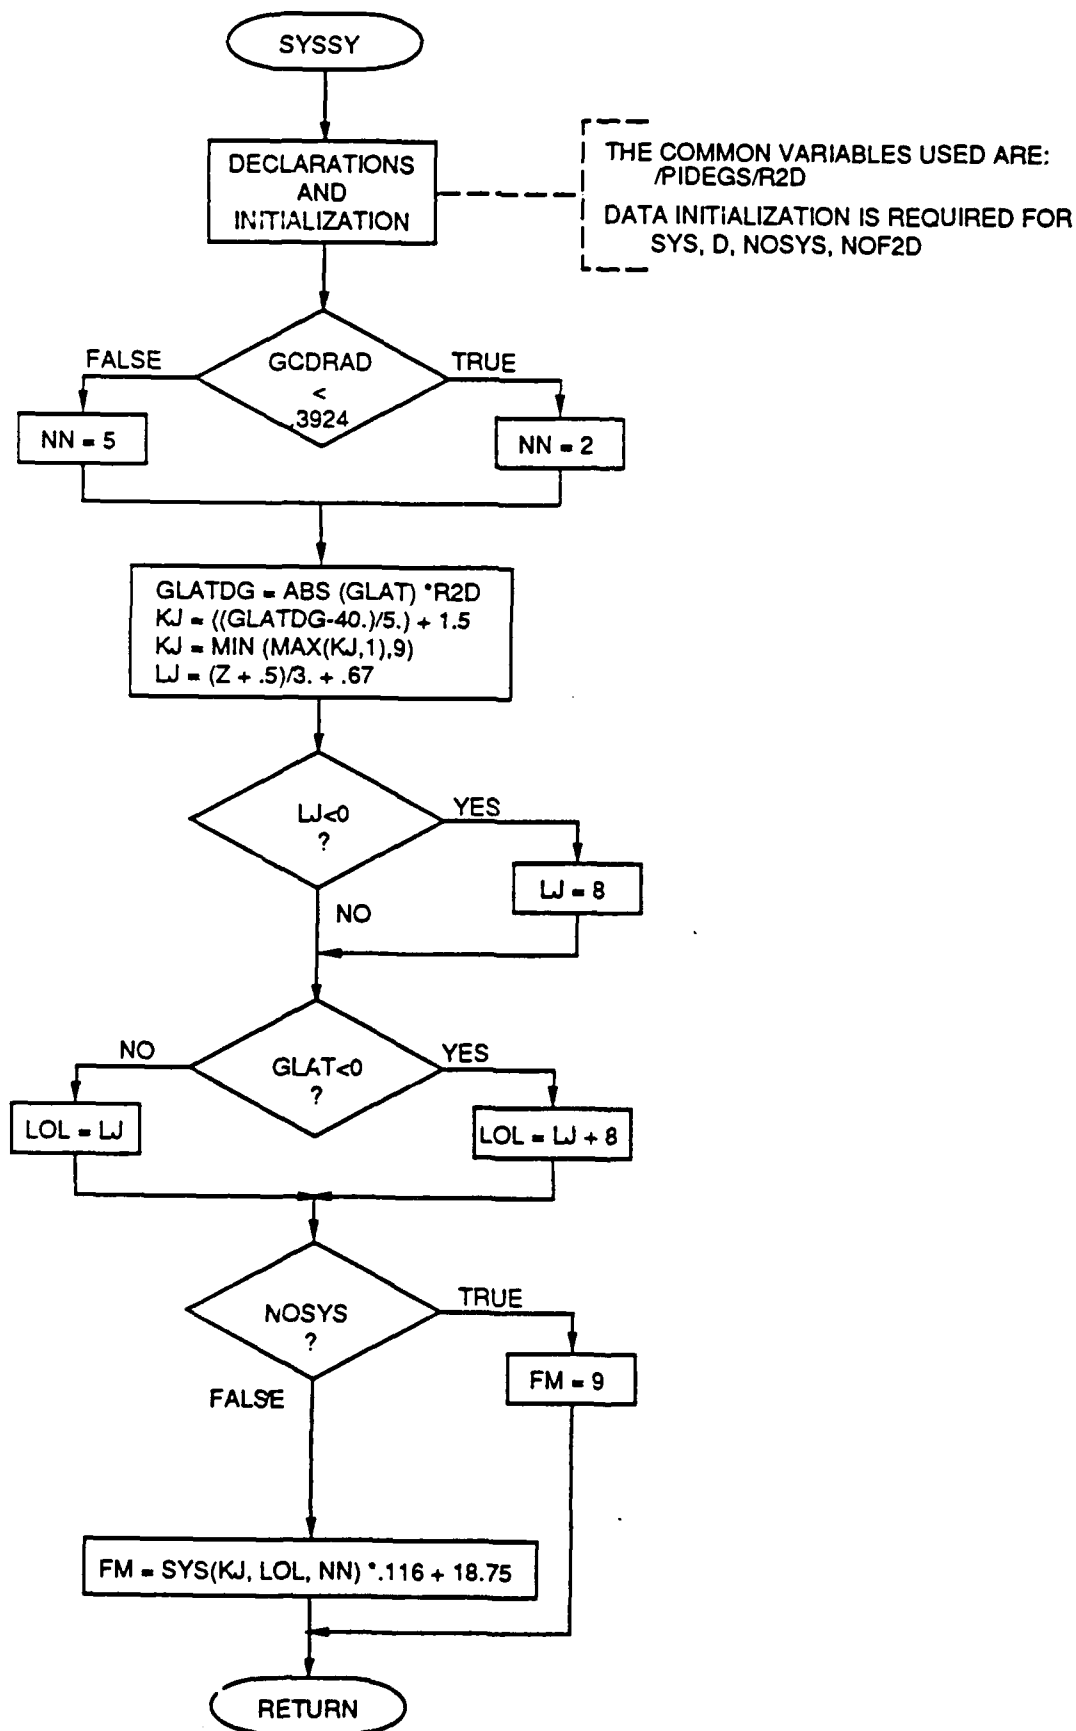 SYSSY
DECLARATIONS
AND
INITIALIZATION
THE COMMON VARIABLES USED ARE:
/PIDEGS/R2D
DATA INITIALIZATION IS REQUIRED FOR
SYS, D, NOSYS, NOF2D
GCDRAD
<
.3924
FALSE
TRUE
NN = 5
NN = 2
GLATDG = ABS (GLAT) *R2D
KJ = ((GLATDG-40.)/5.) + 1.5
KJ = MIN (MAX(KJ,1),9)
LJ = (Z + .5)/3. + .67
LJ<0
?
YES
LJ = 8
NO
GLAT<0
?
NO
YES
LOL = LJ
LOL = LJ + 8
NOSYS
?
TRUE
FM = 9
FALSE
FM = SYS(KJ, LOL, NN) *.116 + 18.75
RETURN